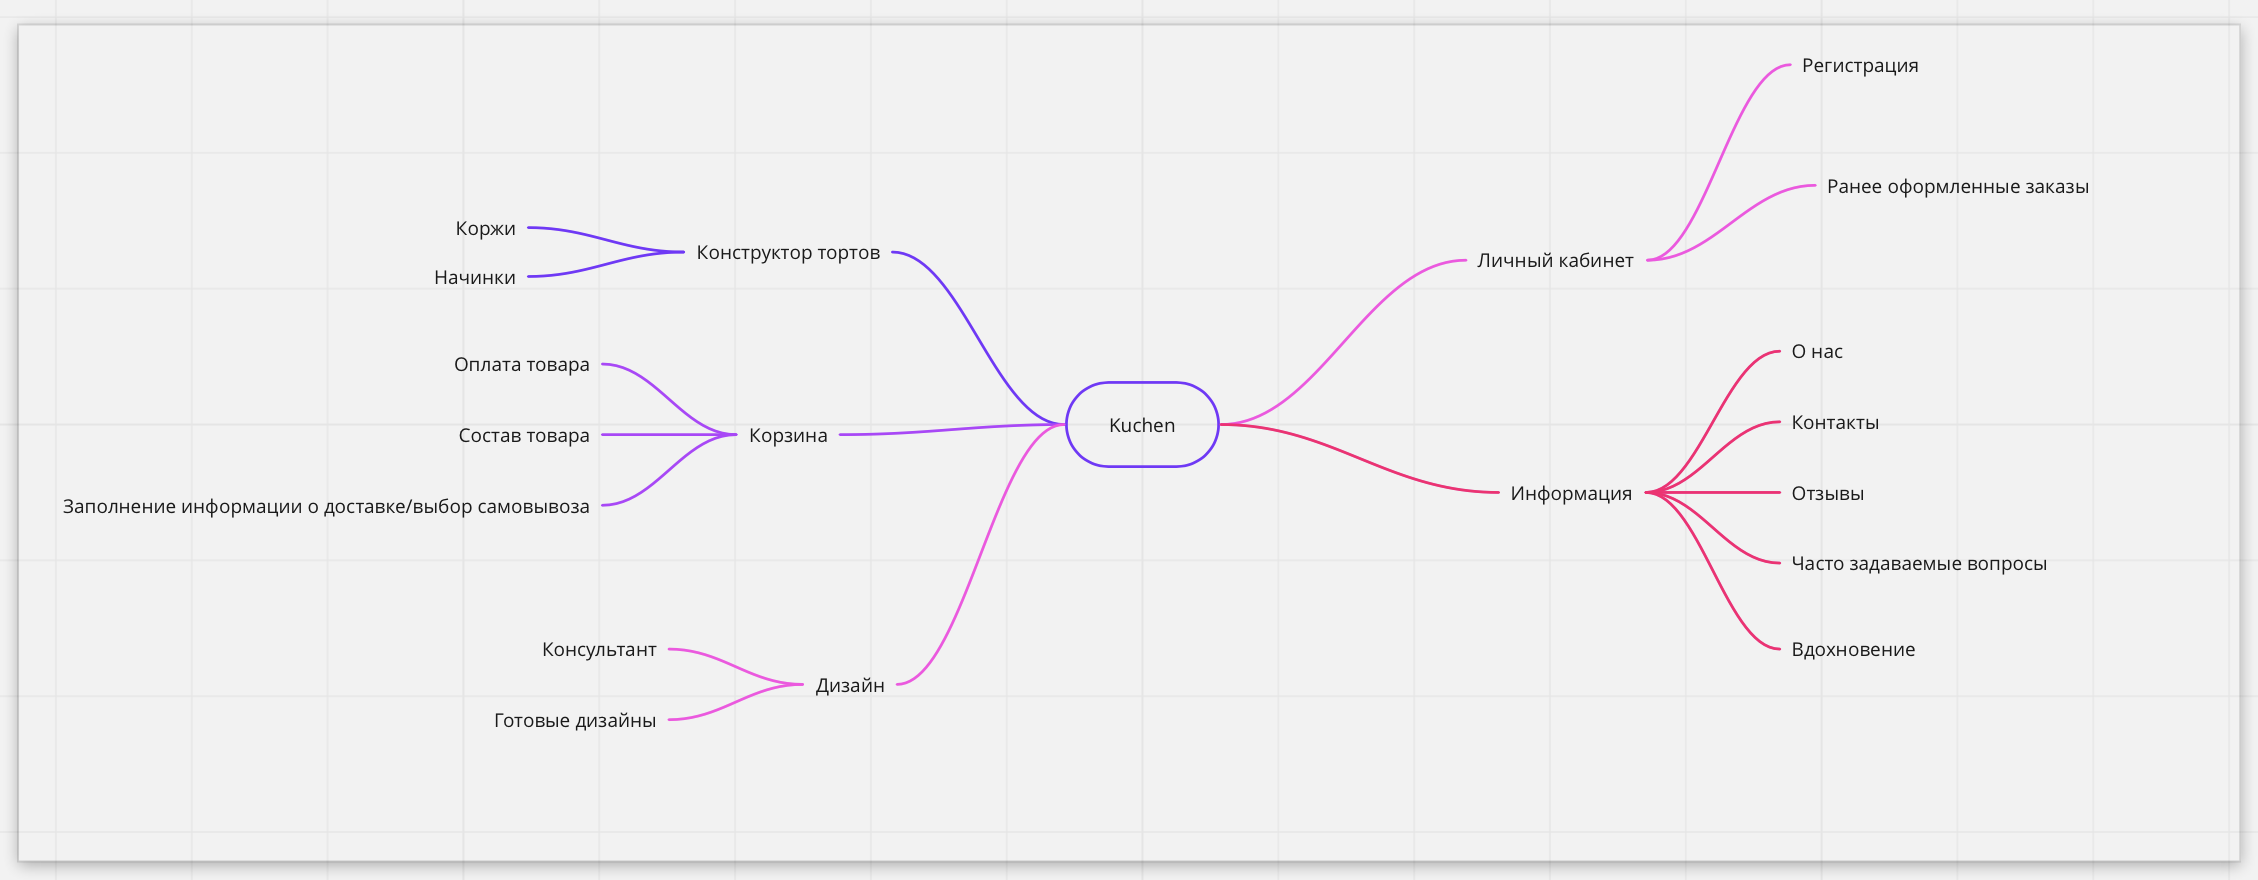 Kuchen
Конструктор тортов
Коржи
Начинки
Корзина
Оплата товара
Состав товара
Заполнение информации о доставке/выбор самовывоза
Дизайн
Консультант
Готовые дизайны
Личный кабинет
Регистрация
Ранее оформленные заказы
Информация
О нас
Контакты
Отзывы
Часто задаваемые вопросы
Вдохновение